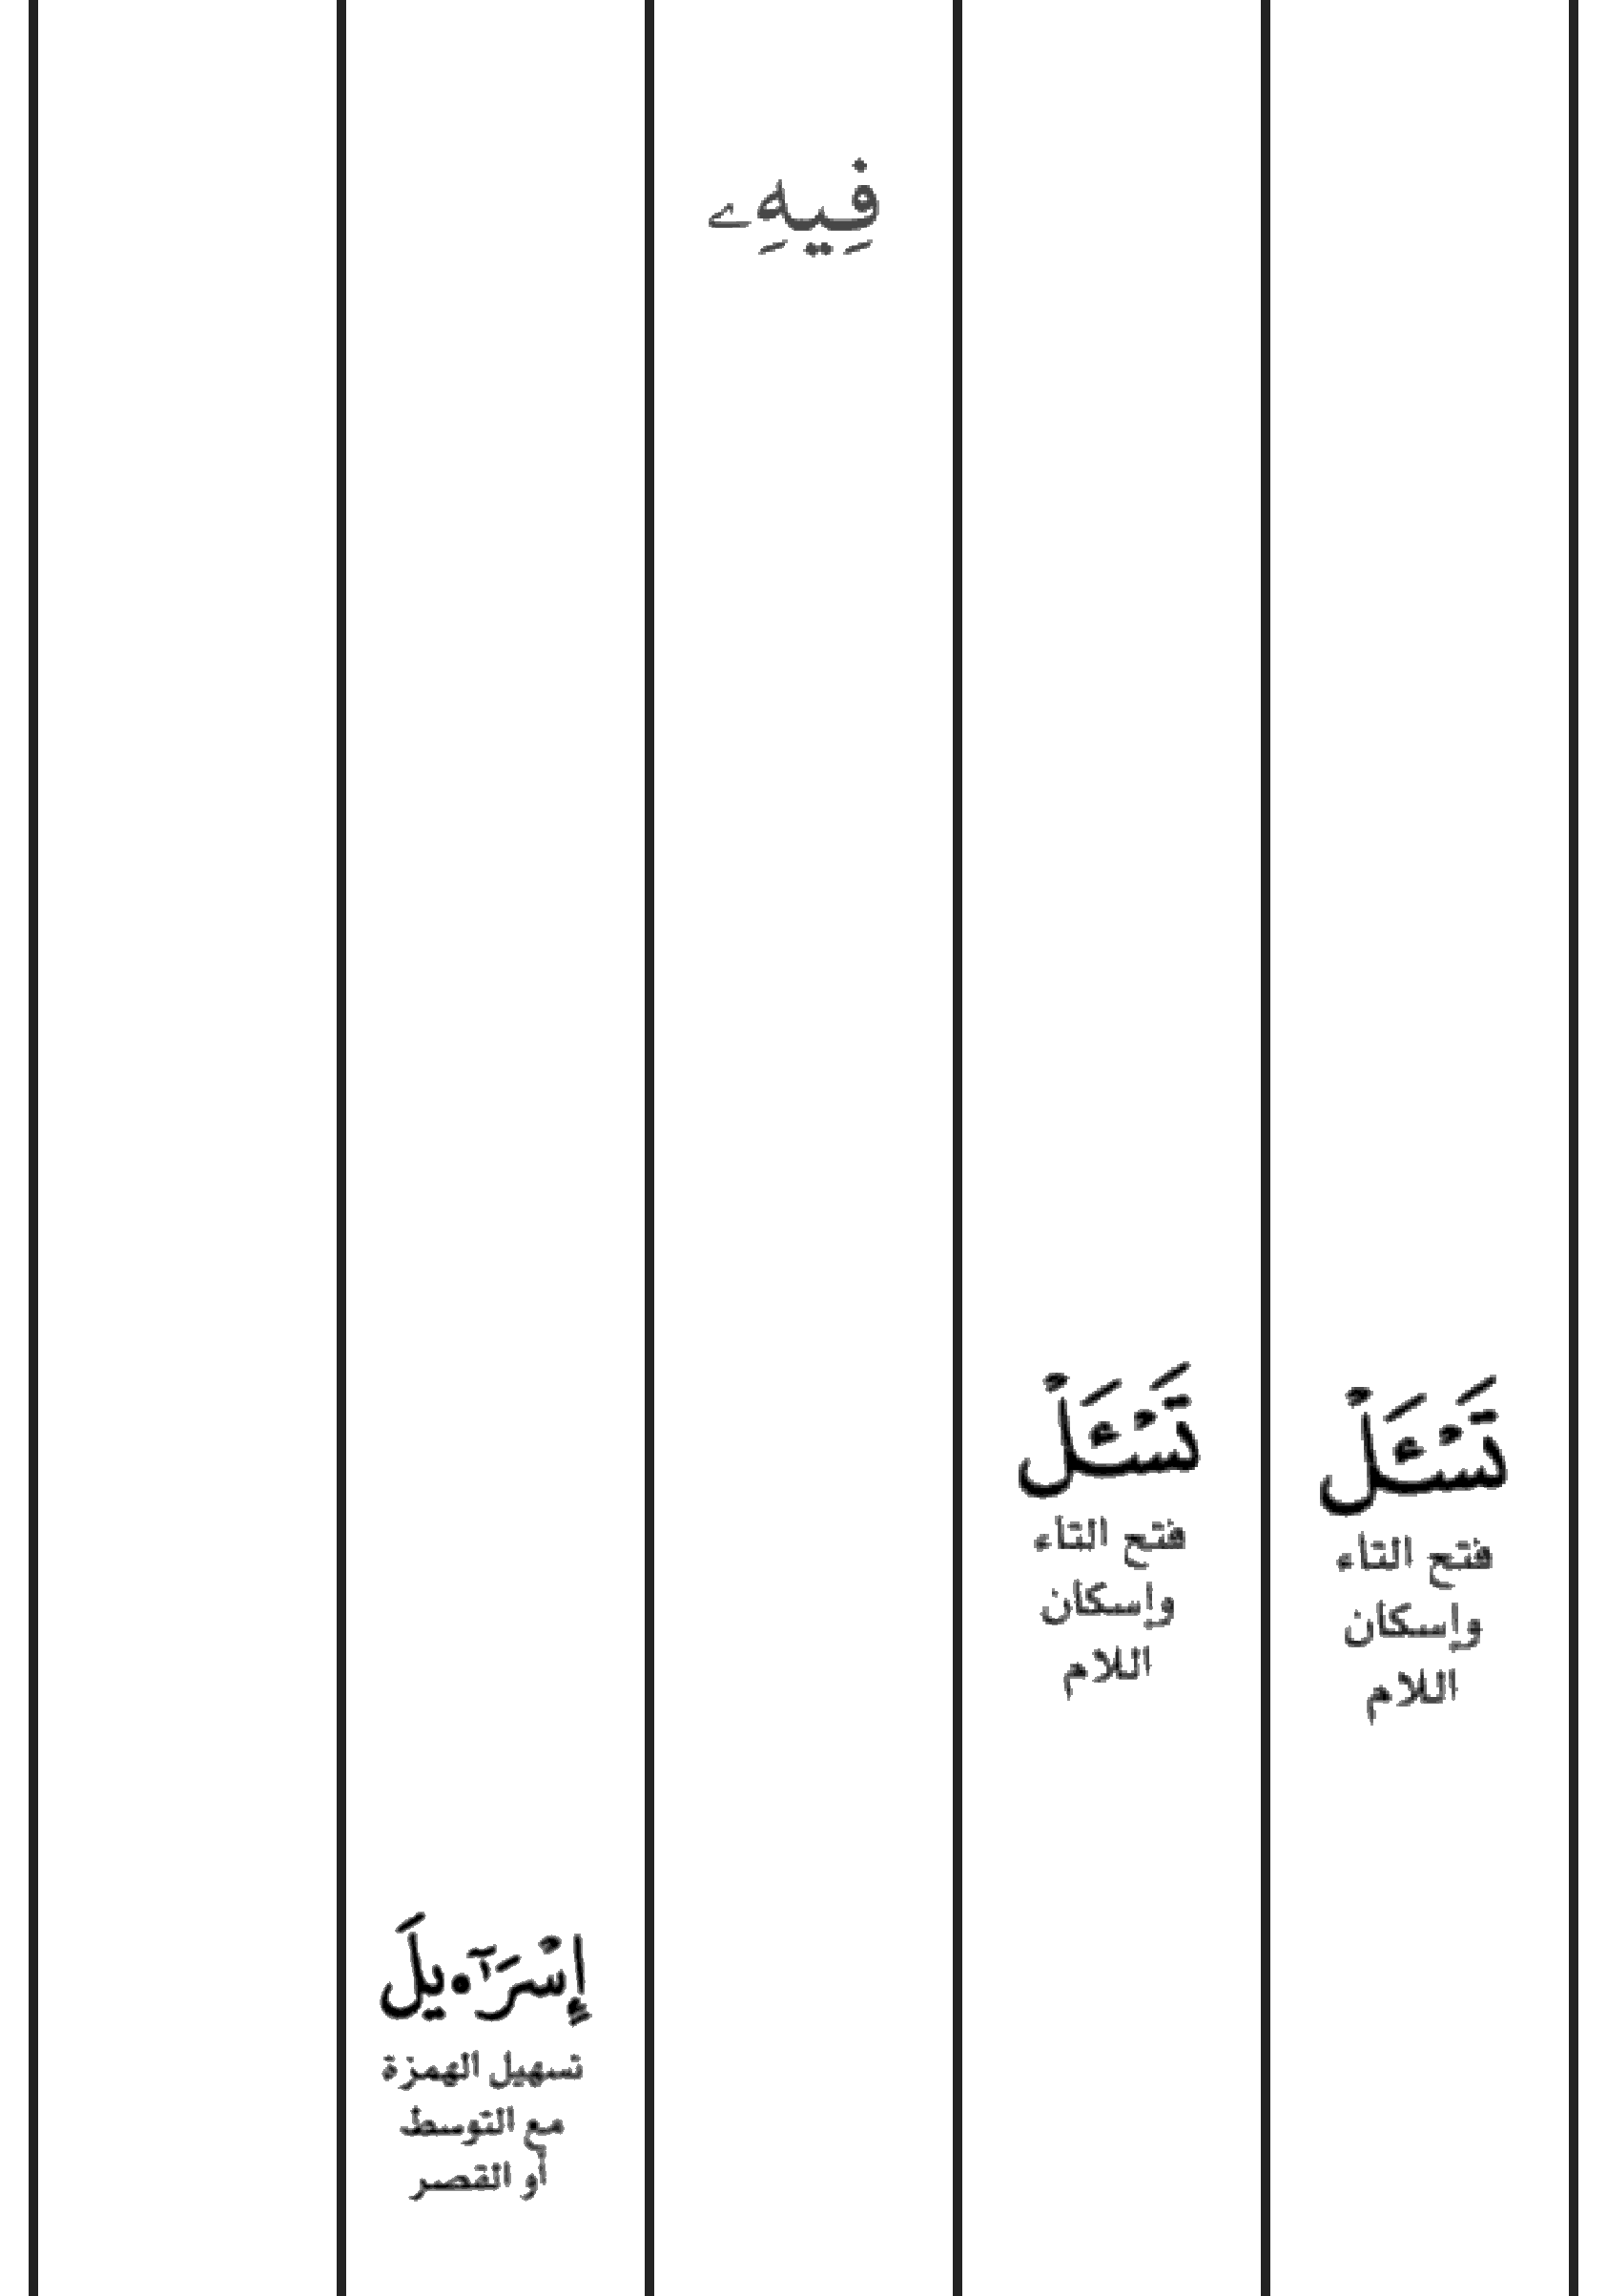 فِيهِۦ
تَسْـَٔلْ
فتح التاء
وإسكان
اللام
تَسْـَٔلْ
فتح التاء
وإسكان
اللام
إِسْرَٰٓ•يلَ
تسهيل الهمزة
مع التوسط
أو القصر